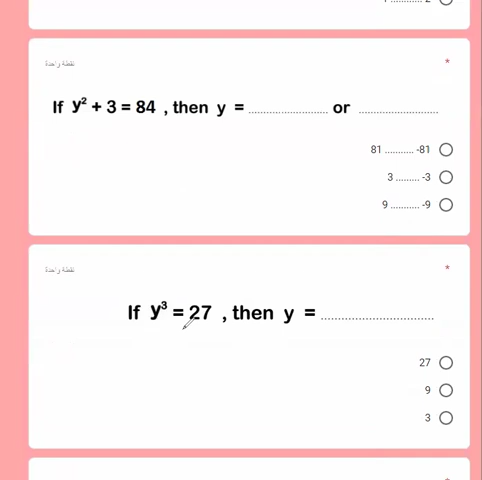 نقطة واحدة
*
If y² + 3 = 84 , then y = ........................ or ........................
81 ........... -81
3 ......... -3
9 ........... -9
نقطة واحدة
*
If y³ = 27 , then y = .................................
27
9
3